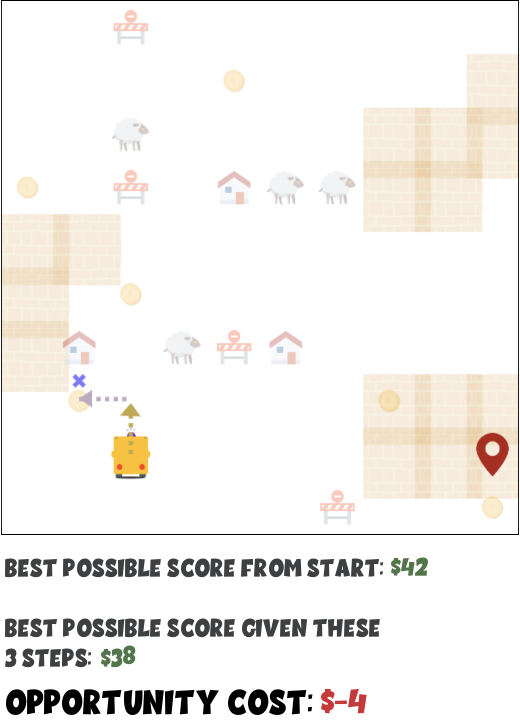 BEST POSSIBLE SCORE FROM START: $42
BEST POSSIBLE SCORE GIVEN THESE
3 STEPS: $38
OPPORTUNITY COST: $-4